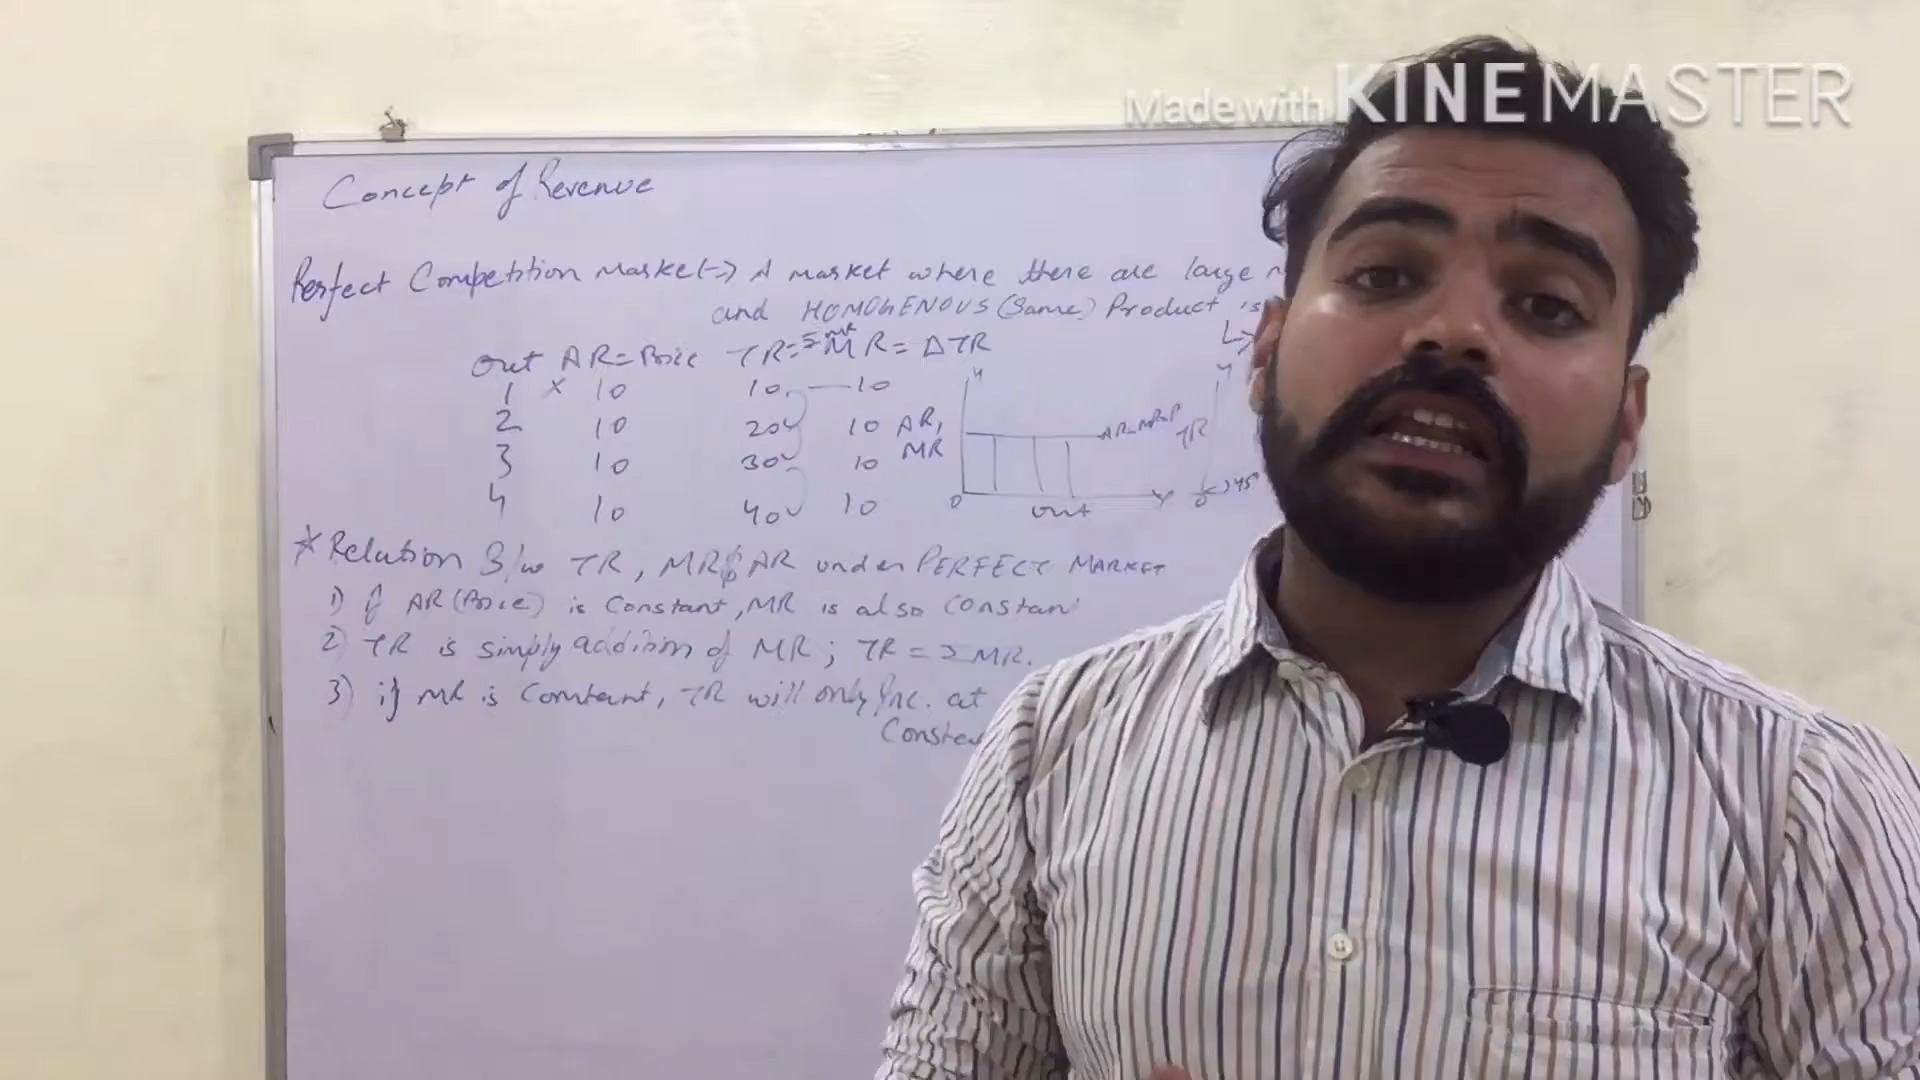 Made with KINEMASTER
Concept of Revenue
Perfect Competition Market → A market where there are large
and HOMOGENOUS (Same) Product is
out AR=Price TR=ΣMR MR=ΔTR
1 x 10 10 10
2 10 20 10
3 10 30 10
4 10 40 10
AR,
MR
AR=MR=P
TR
O
out
O
45°
* Relation B/w TR, MR & AR under PERFECT MARKET
1) if AR (Price) is Constant, MR is also constan
2) TR is simply addition of MR; TR = ΣMR.
3) if MR is Constant, TR will only inc. at
Constan